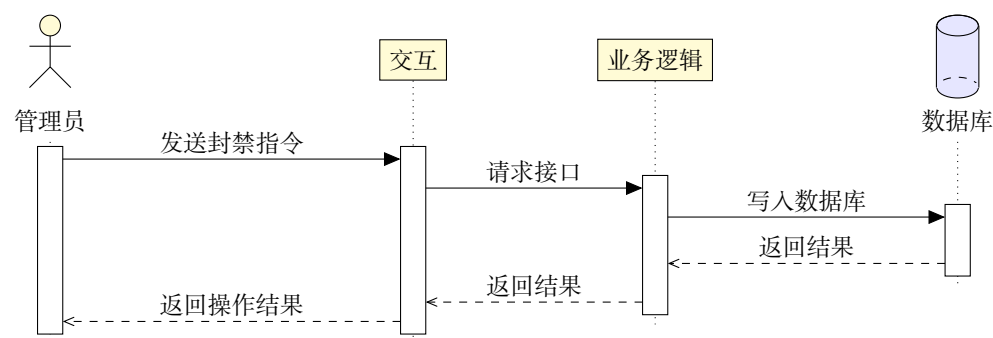 交互
业务逻辑
管理员
数据库
发送封禁指令
请求接口
写入数据库
返回结果
返回结果
返回操作结果